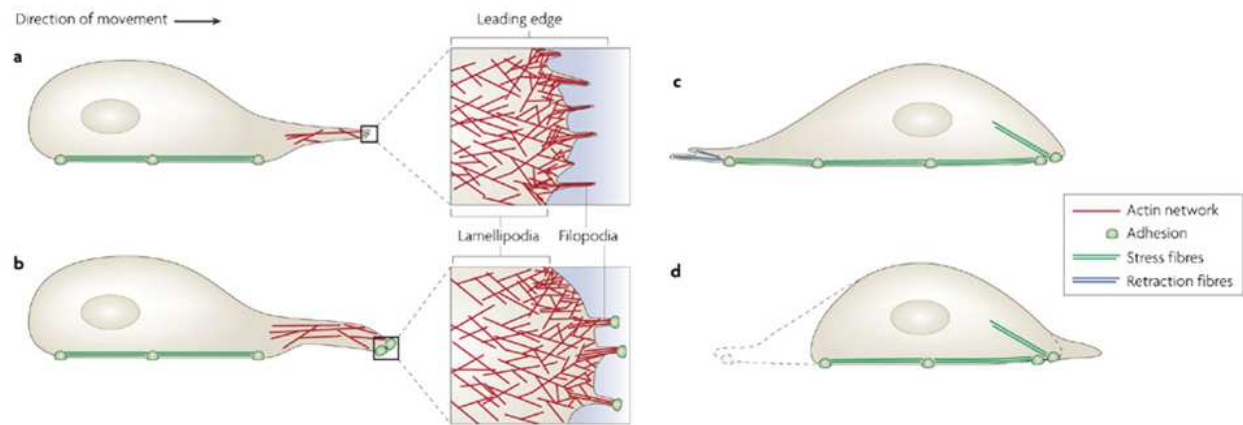 Direction of movement
Leading edge
a
c
Lamellipodia
Filopodia
b
d
Actin network
Adhesion
Stress fibres
Retraction fibres